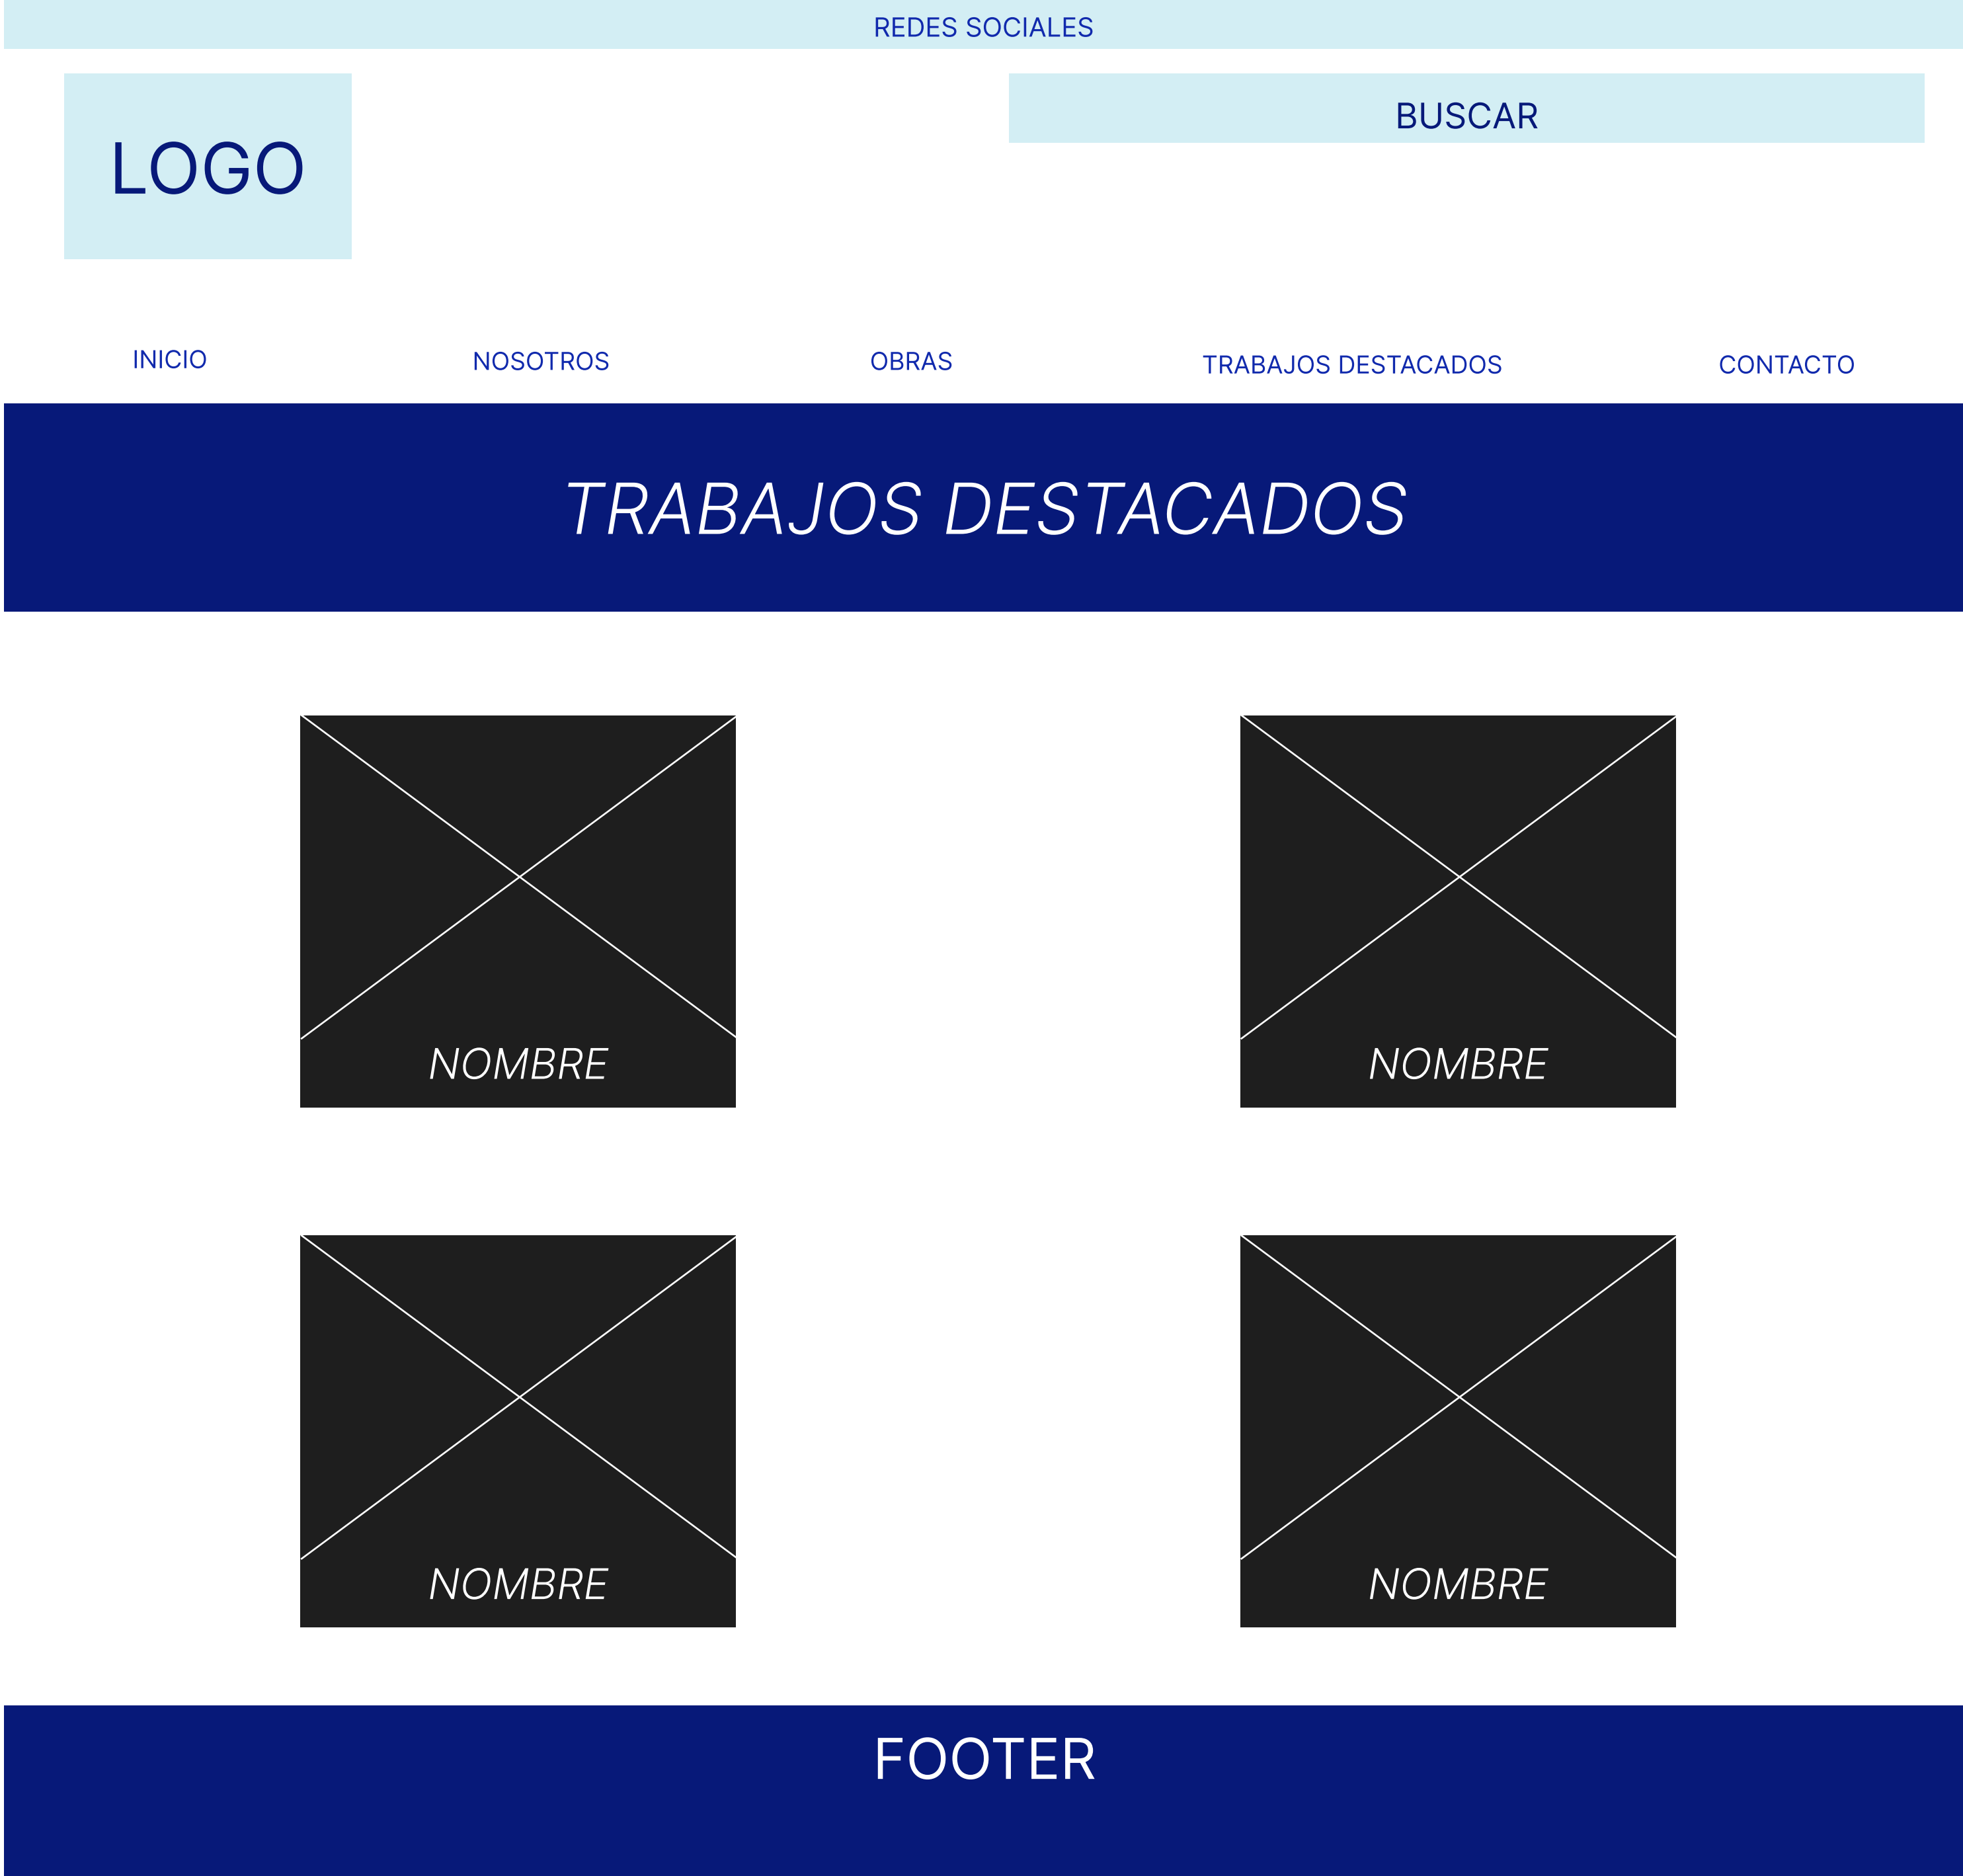 REDES SOCIALES
BUSCAR
LOGO
INICIO NOSOTROS OBRAS TRABAJOS DESTACADOS CONTACTO
TRABAJOS DESTACADOS
NOMBRE NOMBRE
NOMBRE NOMBRE
FOOTER